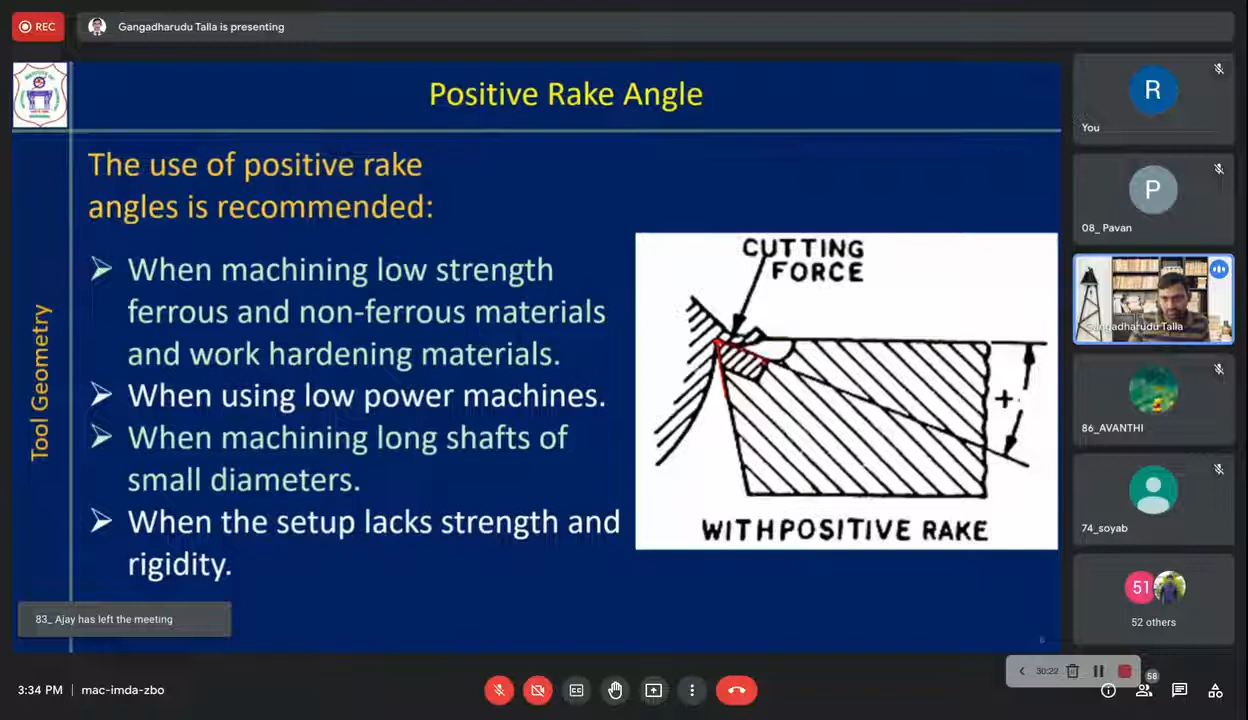 REC
Gangadharudu Talla is presenting
Positive Rake Angle
The use of positive rake
angles is recommended:
When machining low strength
ferrous and non-ferrous materials
and work hardening materials.
When using low power machines.
When machining long shafts of
small diameters.
When the setup lacks strength and
rigidity.
Tool Geometry
CUTTING
FORCE
+
WITH POSITIVE RAKE
83_ Ajay has left the meeting
R
You
P
08_ Pavan
Gangadharudu Talla
86_AVANTHI
74_soyab
51
52 others
3:34 PM | mac-imda-zbo
30:22
58